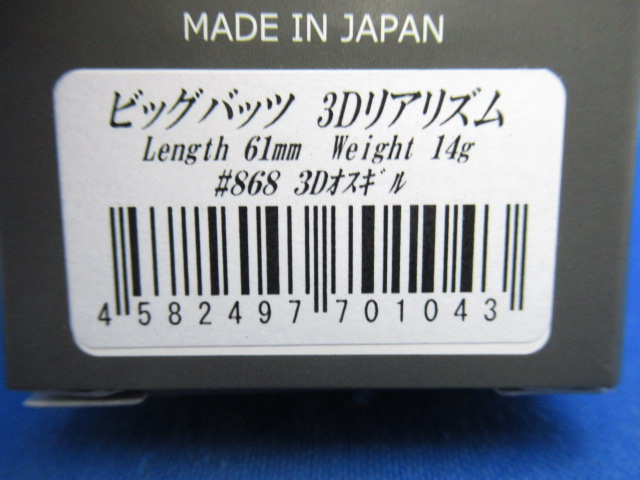 MADE IN JAPAN
ビッグバッツ 3Dリアリズム
Length 61mm Weight 14g
#868 3Dオスギル
4 582497 701043